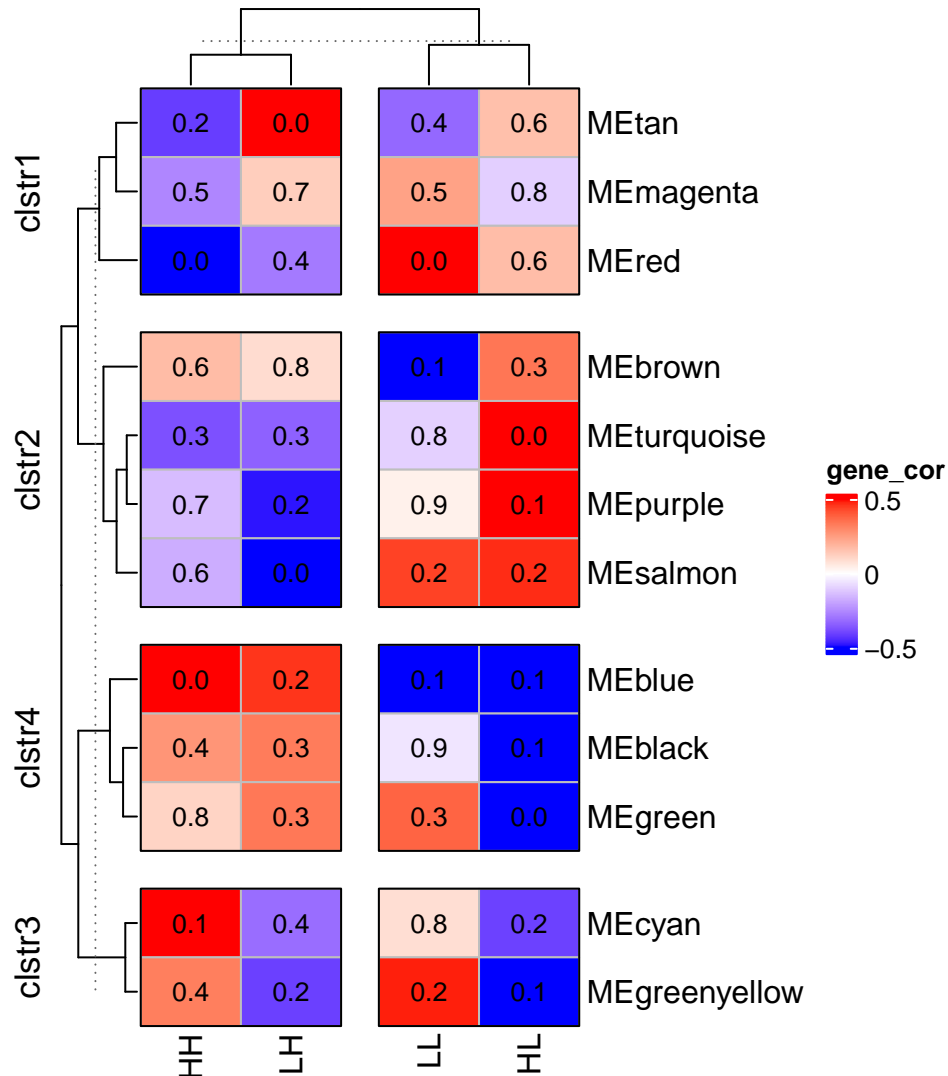 clstr1
0.2 0.0 0.4 0.6 MEtan
0.5 0.7 0.5 0.8 MEmagenta
0.0 0.4 0.0 0.6 MEred
clstr2
0.6 0.8 0.1 0.3 MEbrown
0.3 0.3 0.8 0.0 MEturquoise
0.7 0.2 0.9 0.1 MEpurple
0.6 0.0 0.2 0.2 MEsalmon
clstr4
0.0 0.2 0.1 0.1 MEblue
0.4 0.3 0.9 0.1 MEblack
0.8 0.3 0.3 0.0 MEgreen
clstr3
0.1 0.4 0.8 0.2 MEcyan
0.4 0.2 0.2 0.1 MEgreenyellow
HH LH LL HL
gene_cor
0.5
0
−0.5